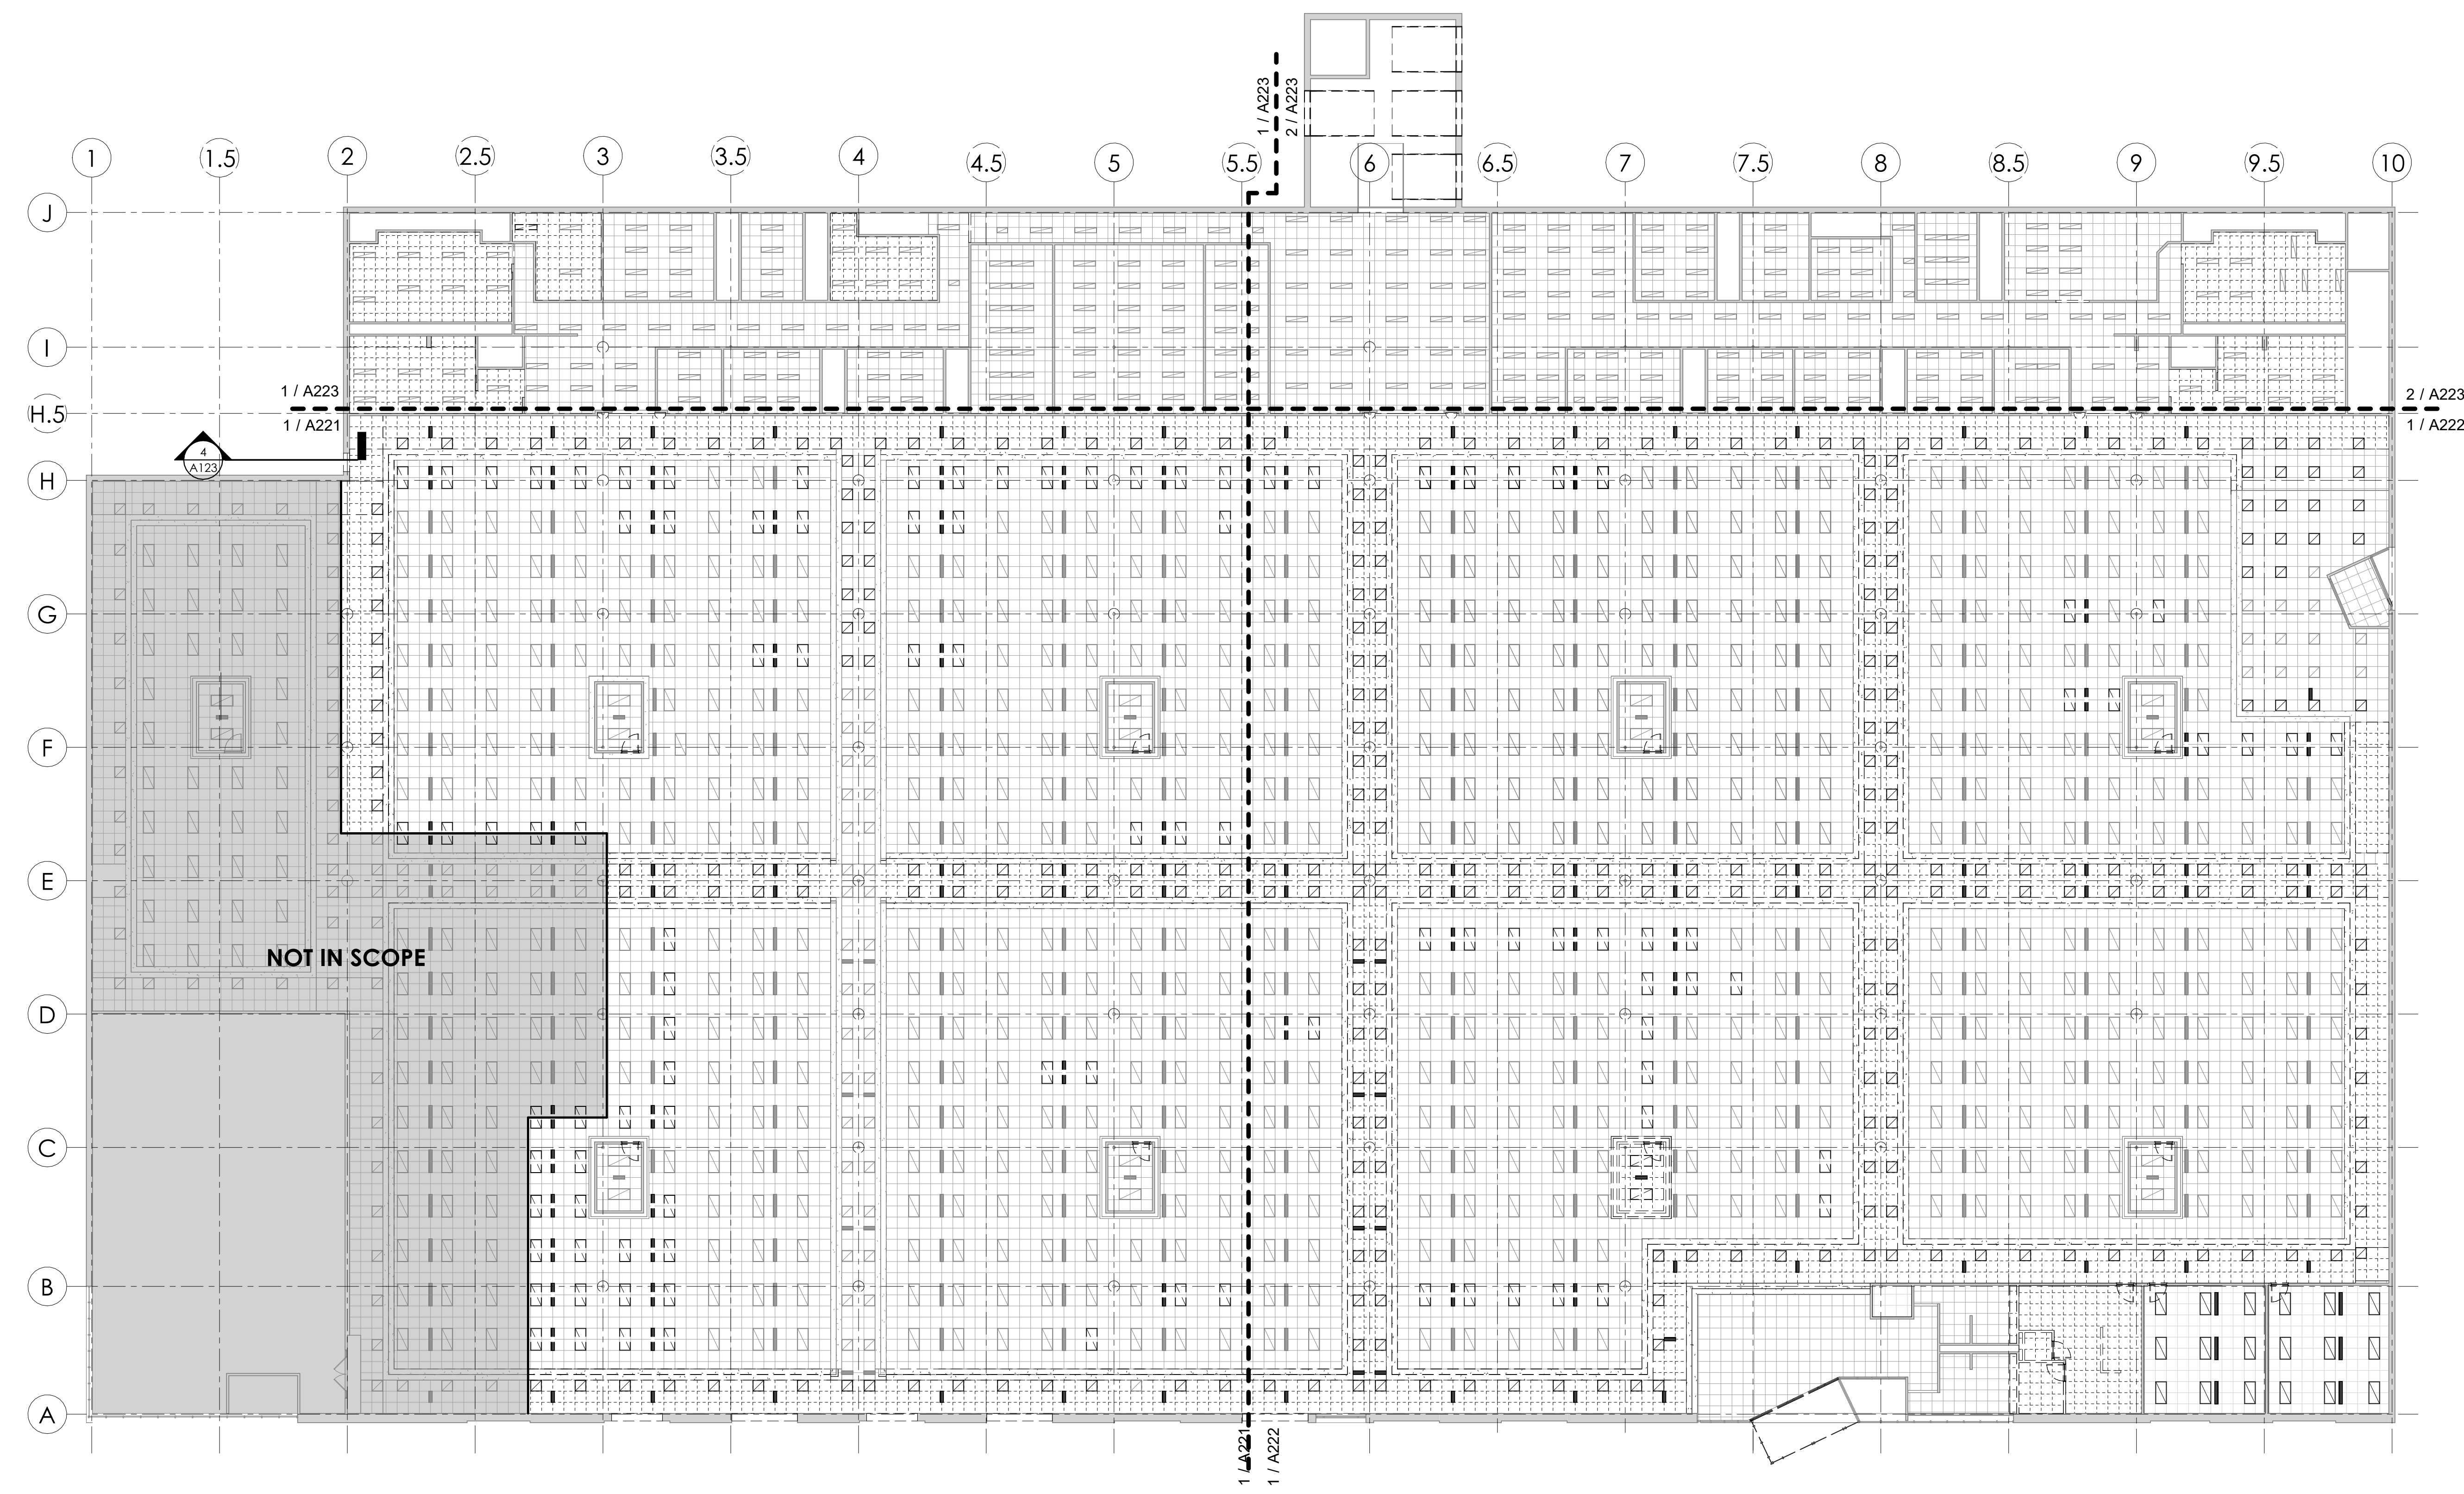 1 / A223
2 / A223
1
1.5
2
2.5
3
3.5
4
4.5
5
5.5
6
6.5
7
7.5
8
8.5
9
9.5
10
J
I
1 / A223
2 / A223
H.5
1 / A221
1 / A222
4
A123
H
G
F
E
NOT IN SCOPE
D
C
B
A
1 / A221
1 / A222